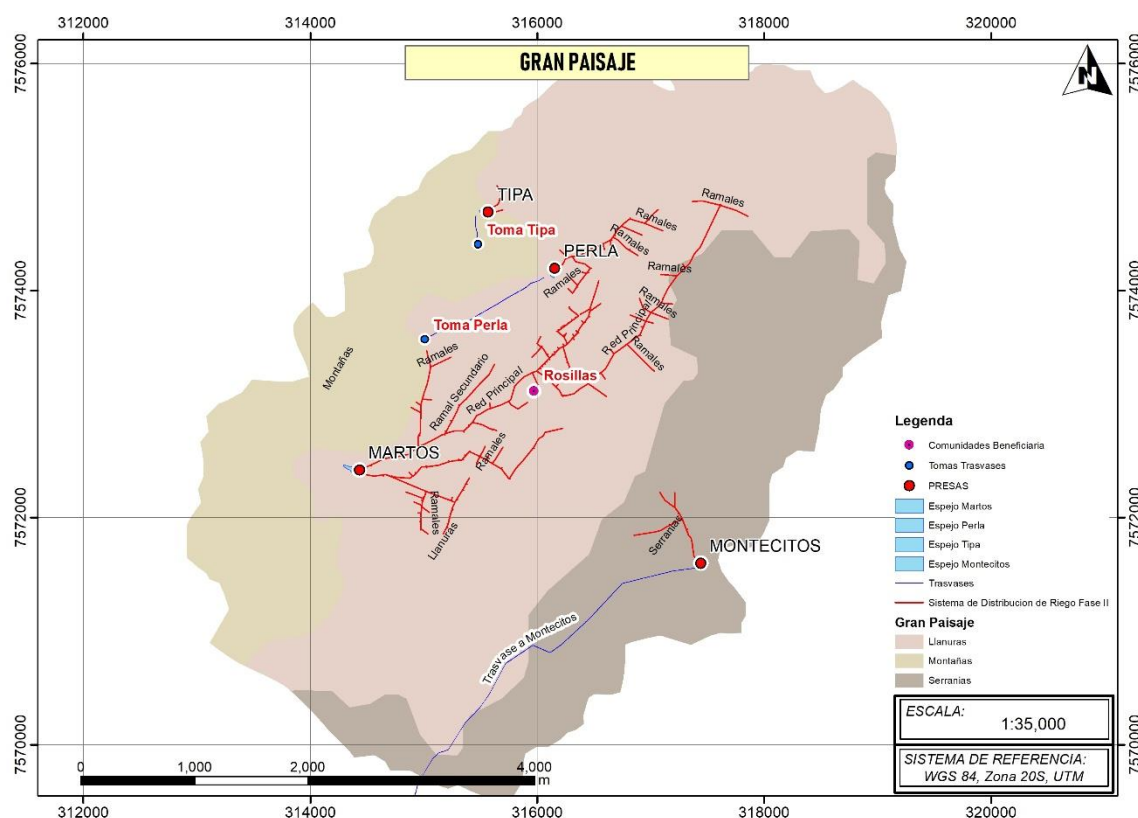 312000 314000 316000 318000 320000
7576000 7576000
GRAN PAISAJE
N
Ramales
TIPA
Ramales
Toma Tipa
Ramales
PERLA
Ramales
Ramales
7574000 7574000
Ramales
Toma Perla
Red Principal
Ramales
Ramales
Montañas
Ramal Secundario
Red Principal
Rosillas
MARTOS
Ramales
Ramales
Llanuras
7572000 7572000
Serranias
MONTECITOS
Trasvase a Montecitos
Legenda
Comunidades Beneficiaria
Tomas Trasvases
PRESAS
Espejo Martos
Espejo Perla
Espejo Tipa
Espejo Montecitos
Trasvases
Sistema de Distribucion de Riego Fase II
Gran Paisaje
Llanuras
Montañas
Serranias
ESCALA:
1:35,000
SISTEMA DE REFERENCIA:
WGS 84, Zona 20S, UTM
7570000 7570000
0 1,000 2,000 4,000
m
312000 314000 316000 318000 320000